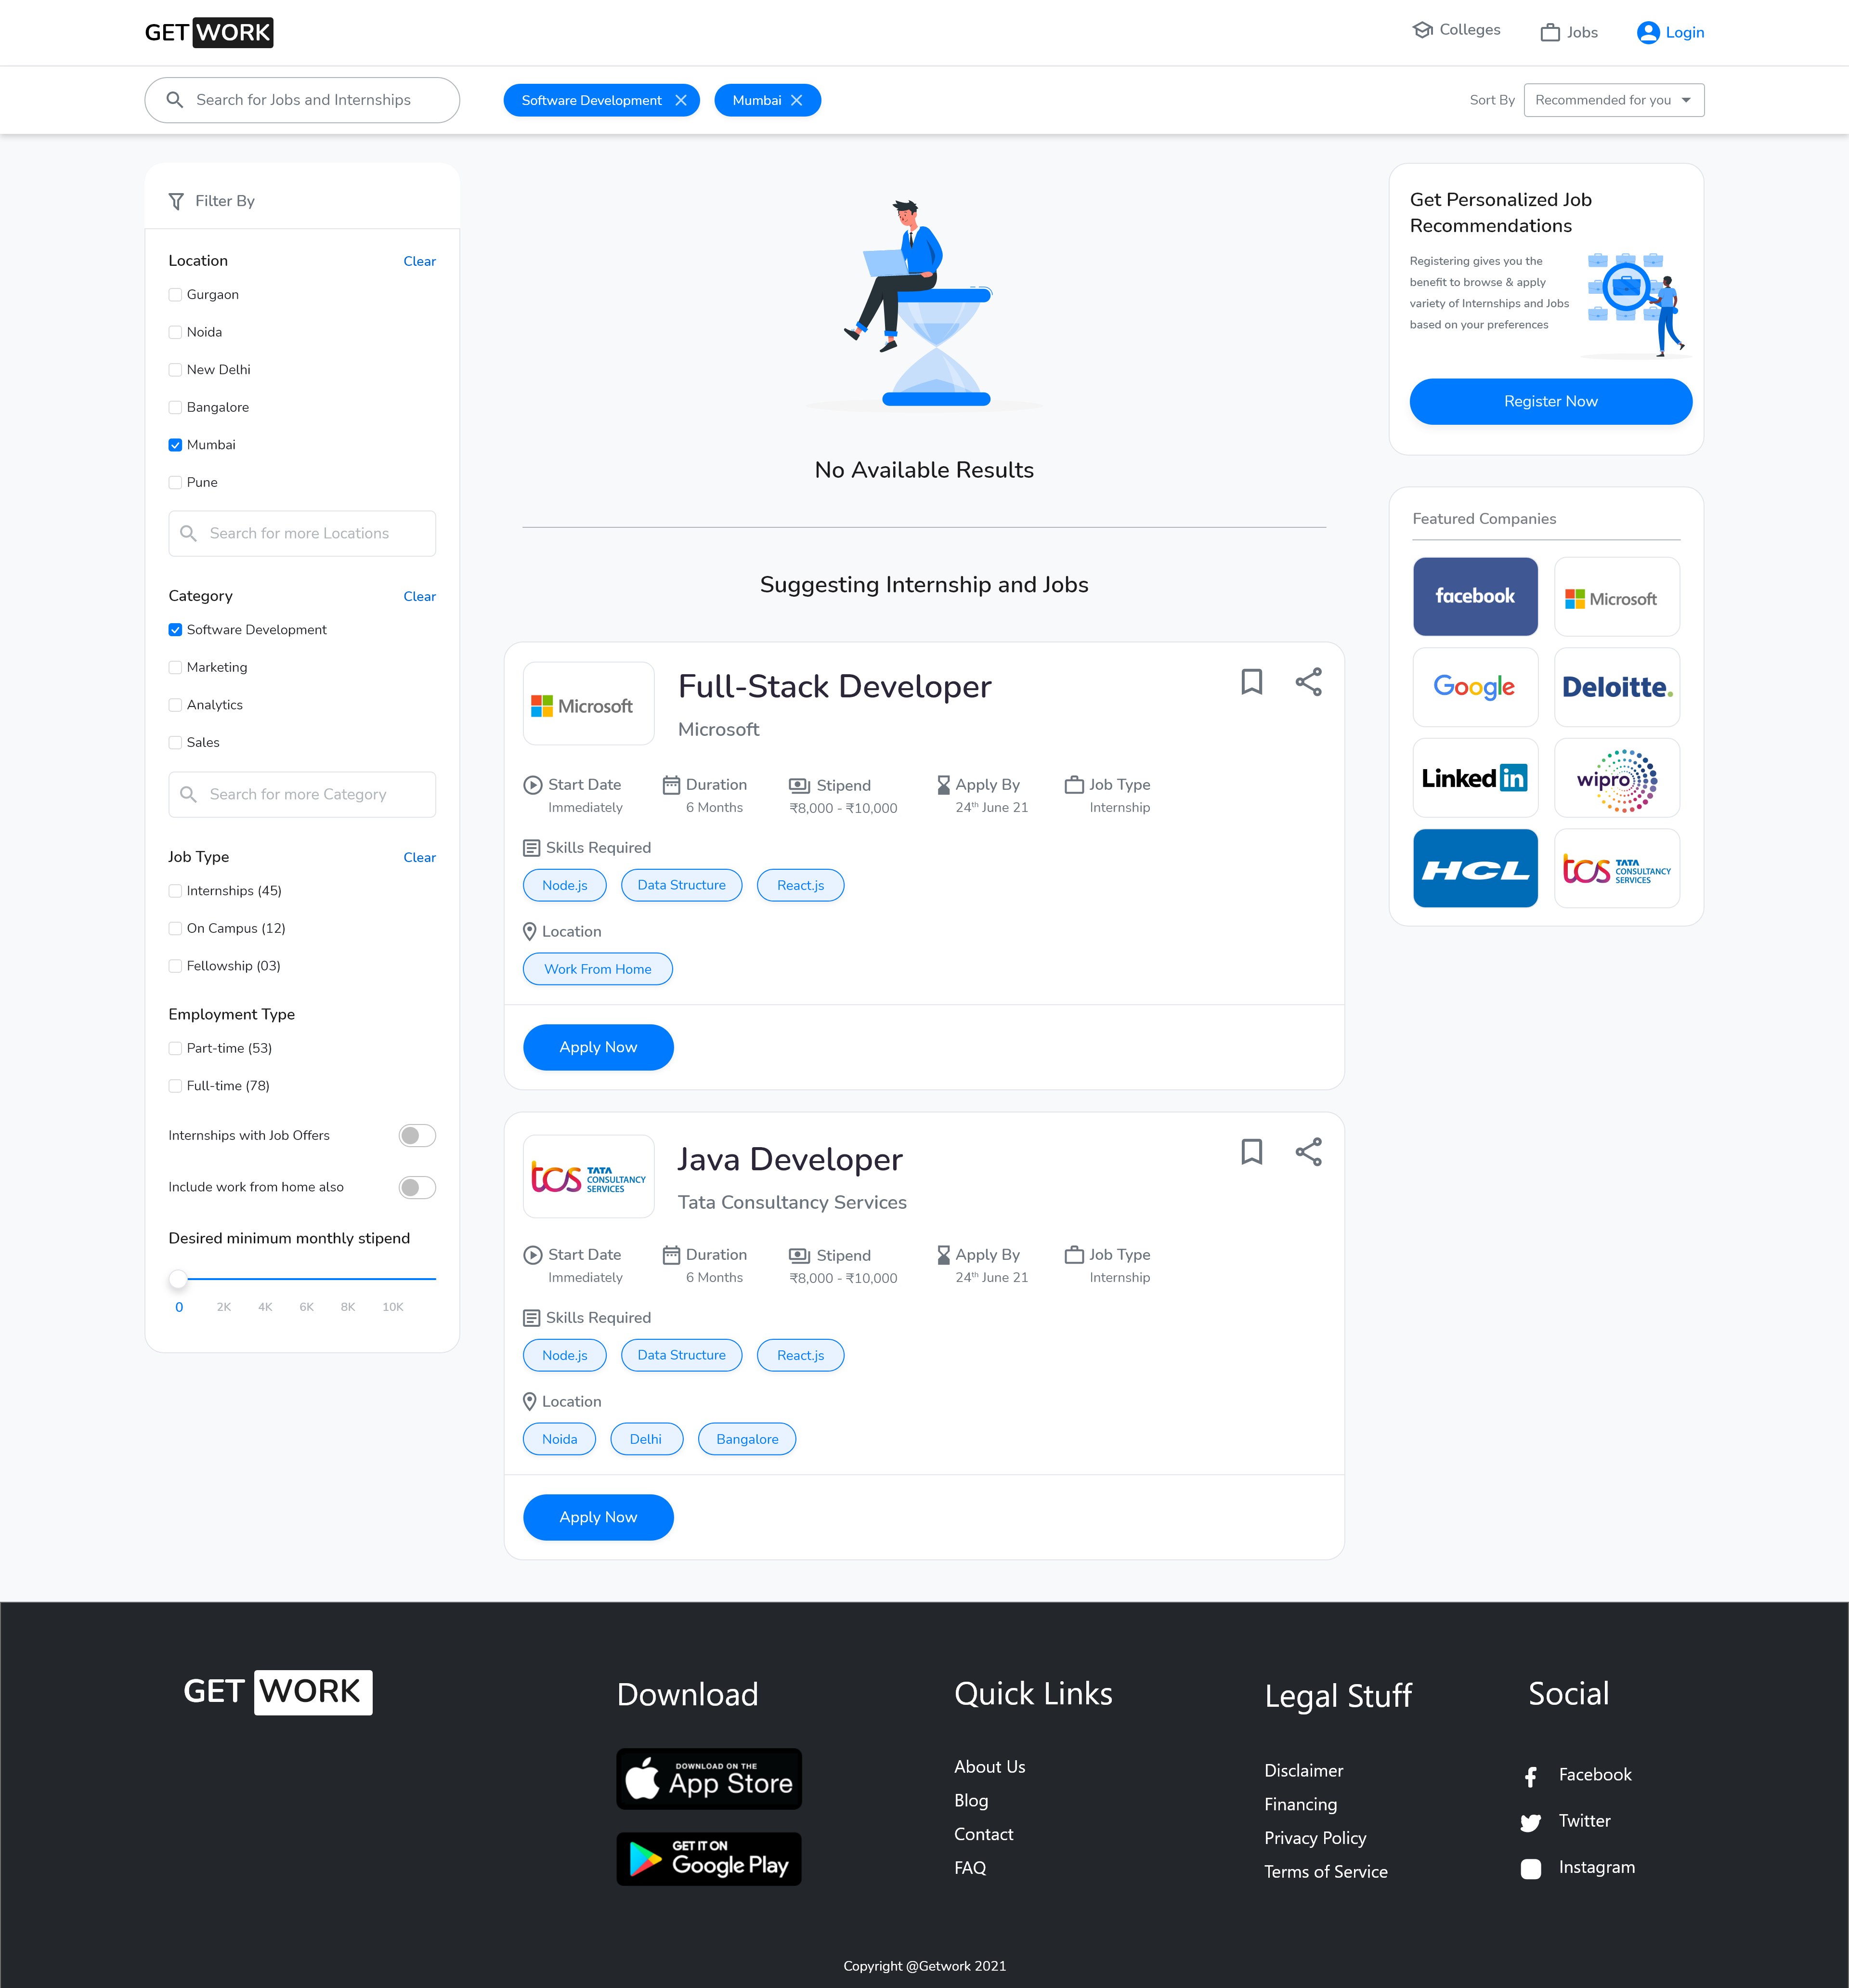 GET WORK
Colleges
Jobs
Login
Search for Jobs and Internships
Software Development
Mumbai
Sort By
Recommended for you
Filter By
Location
Clear
Gurgaon
Noida
New Delhi
Bangalore
Mumbai
Pune
Search for more Locations
Category
Clear
Software Development
Marketing
Analytics
Sales
Search for more Category
Job Type
Clear
Internships (45)
On Campus (12)
Fellowship (03)
Employment Type
Part-time (53)
Full-time (78)
Internships with Job Offers
Include work from home also
Desired minimum monthly stipend
0 2K 4K 6K 8K 10K
No Available Results
Suggesting Internship and Jobs
Microsoft
Full-Stack Developer
Microsoft
Start Date
Immediately
Duration
6 Months
Stipend
₹8,000 - ₹10,000
Apply By
24th June 21
Job Type
Internship
Skills Required
Node.js
Data Structure
React.js
Location
Work From Home
Apply Now
tcs TATA
CONSULTANCY
SERVICES
Java Developer
Tata Consultancy Services
Start Date
Immediately
Duration
6 Months
Stipend
₹8,000 - ₹10,000
Apply By
24th June 21
Job Type
Internship
Skills Required
Node.js
Data Structure
React.js
Location
Noida
Delhi
Bangalore
Apply Now
Get Personalized Job
Recommendations
Registering gives you the
benefit to browse & apply
variety of Internships and Jobs
based on your preferences
Register Now
Featured Companies
facebook
Microsoft
Google
Deloitte.
Linked in
wipro
HCL
tcs TATA
CONSULTANCY
SERVICES
GET WORK
Download
DOWNLOAD ON THE
App Store
GET IT ON
Google Play
Quick Links
About Us
Blog
Contact
FAQ
Legal Stuff
Disclaimer
Financing
Privacy Policy
Terms of Service
Social
Facebook
Twitter
Instagram
Copyright @Getwork 2021